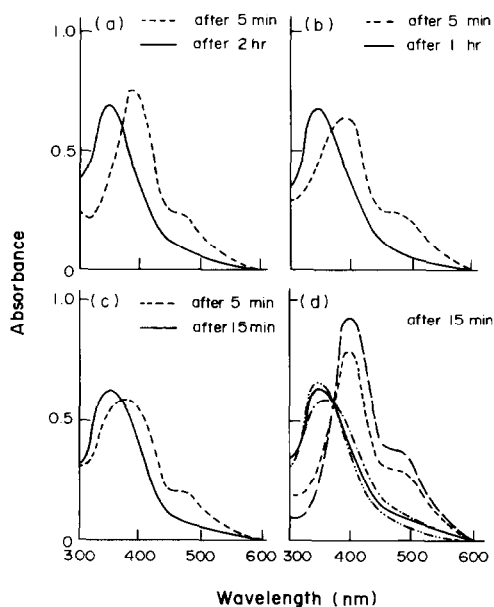 (a)
after 5 min
after 2 hr
(b)
after 5 min
after 1 hr
1.0
0.5
0
(c)
after 5 min
after 15 min
(d)
after 15 min
1.0
0.5
0
300 400 500 600
300 400 500 600
Absorbance
Wavelength (nm)